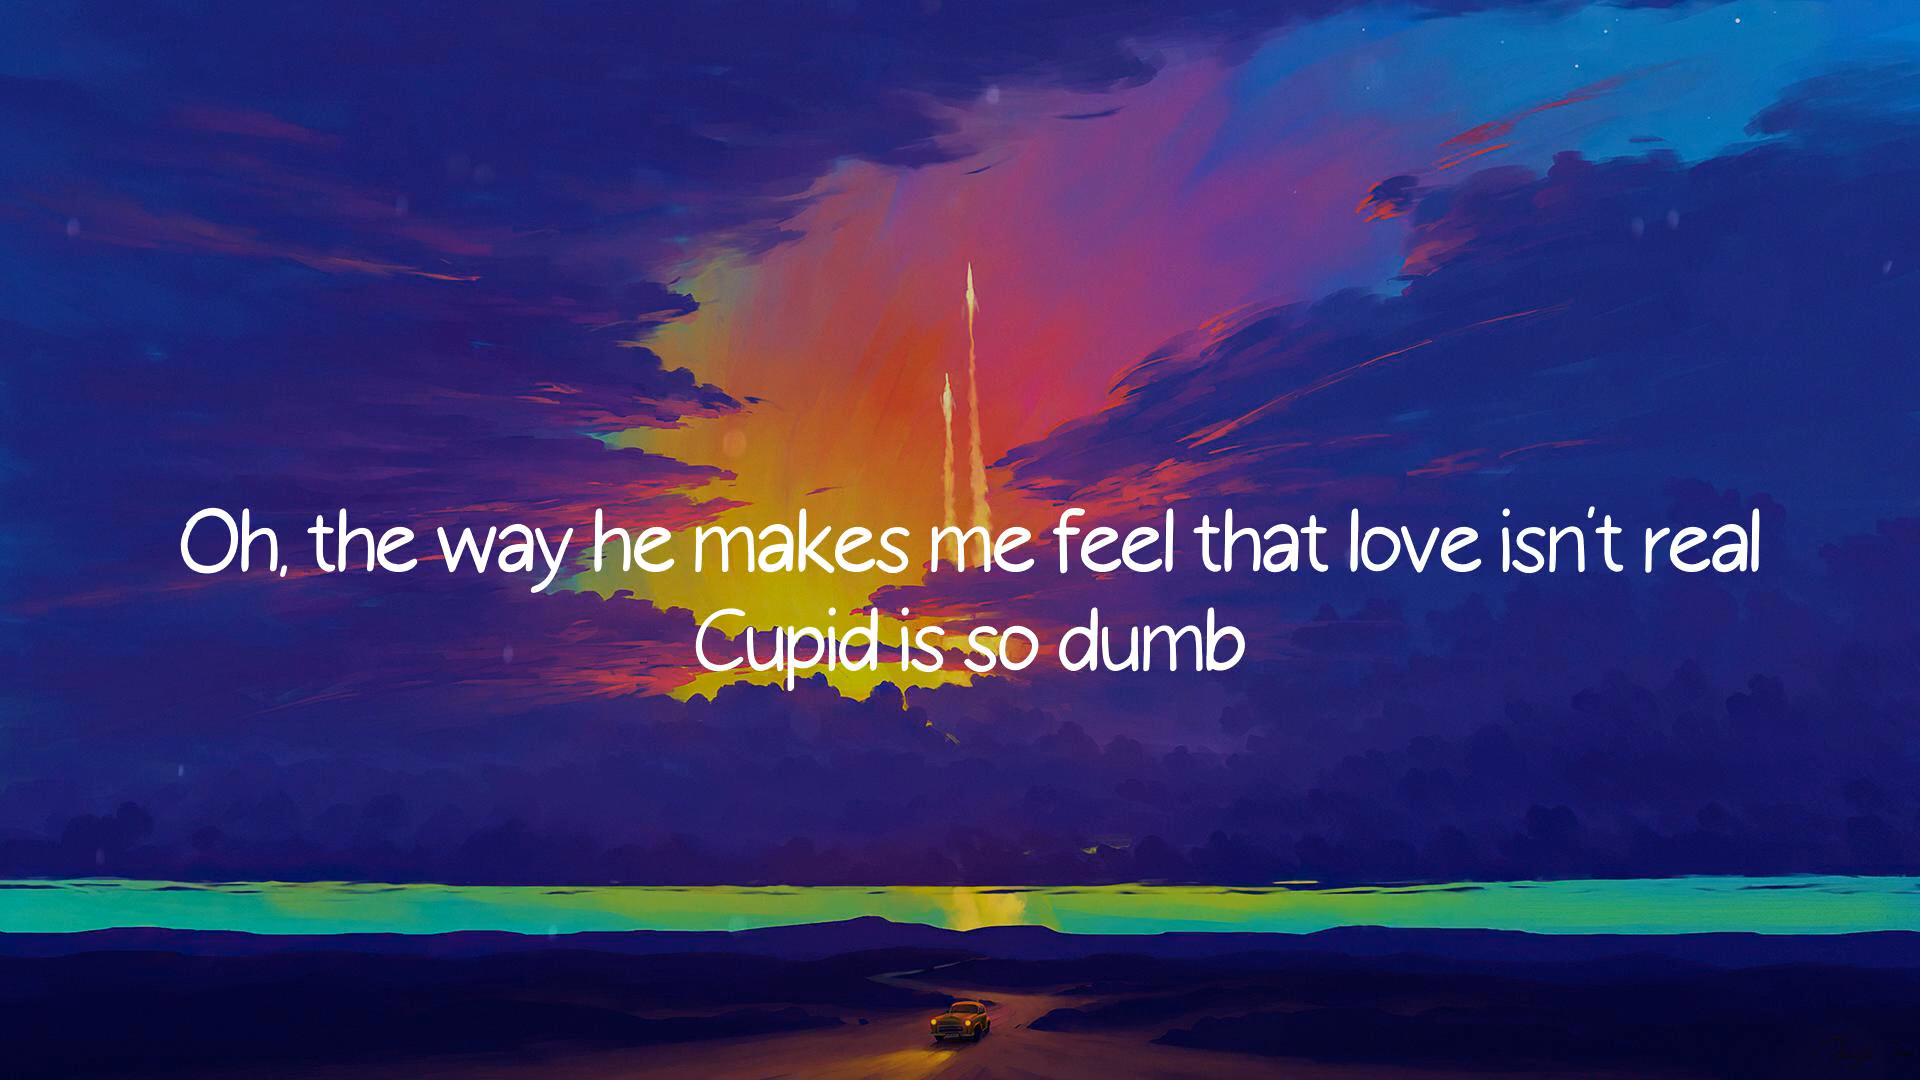 Oh, the way he makes me feel that love isn't real
Cupid is so dumb